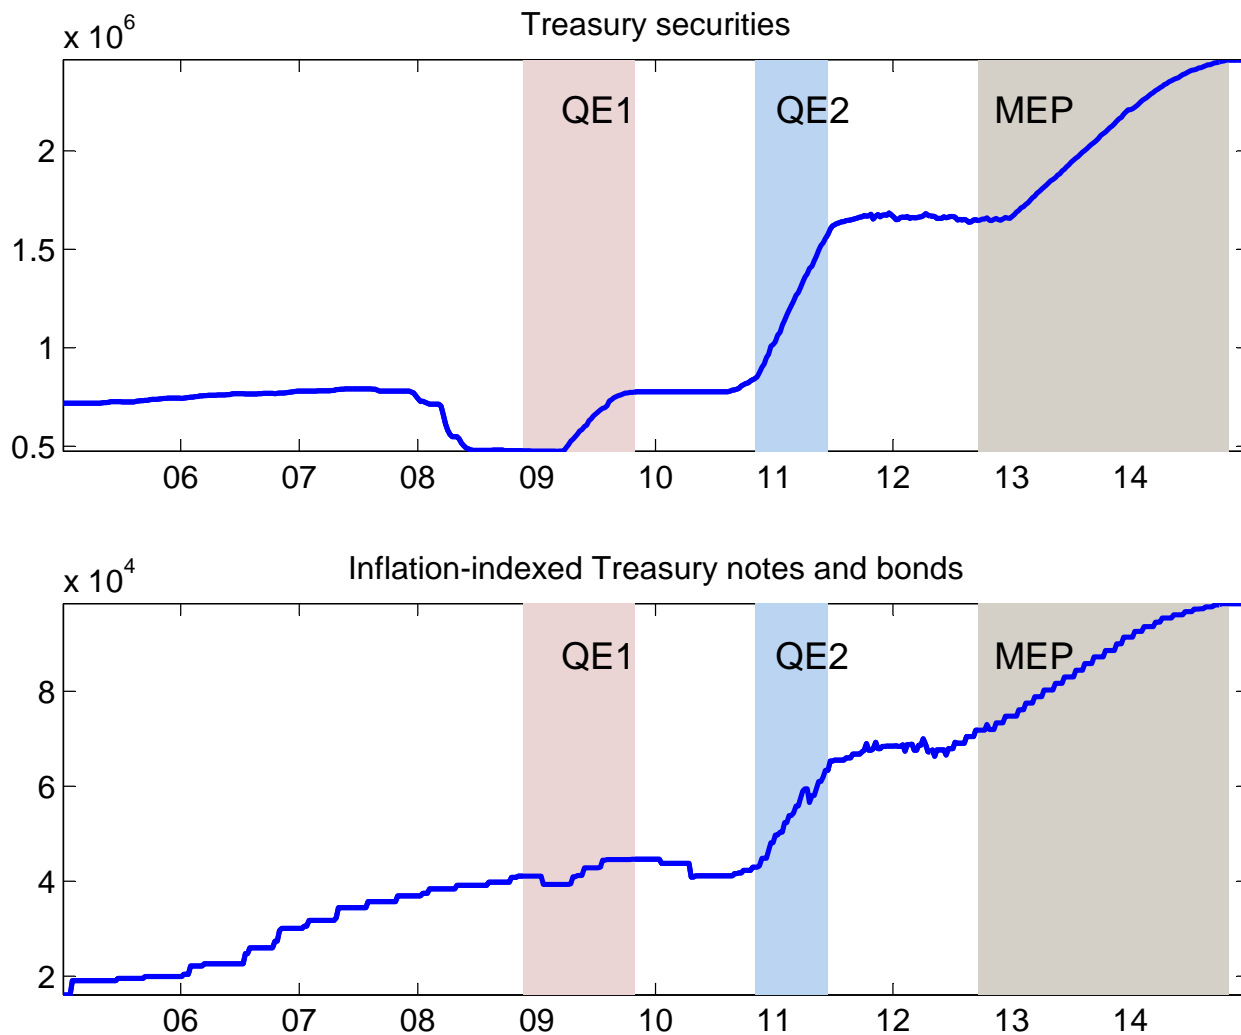 Treasury securities
x 10^6
QE1 QE2 MEP
2
1.5
1
0.5
06 07 08 09 10 11 12 13 14
Inflation-indexed Treasury notes and bonds
x 10^4
QE1 QE2 MEP
8
6
4
2
06 07 08 09 10 11 12 13 14